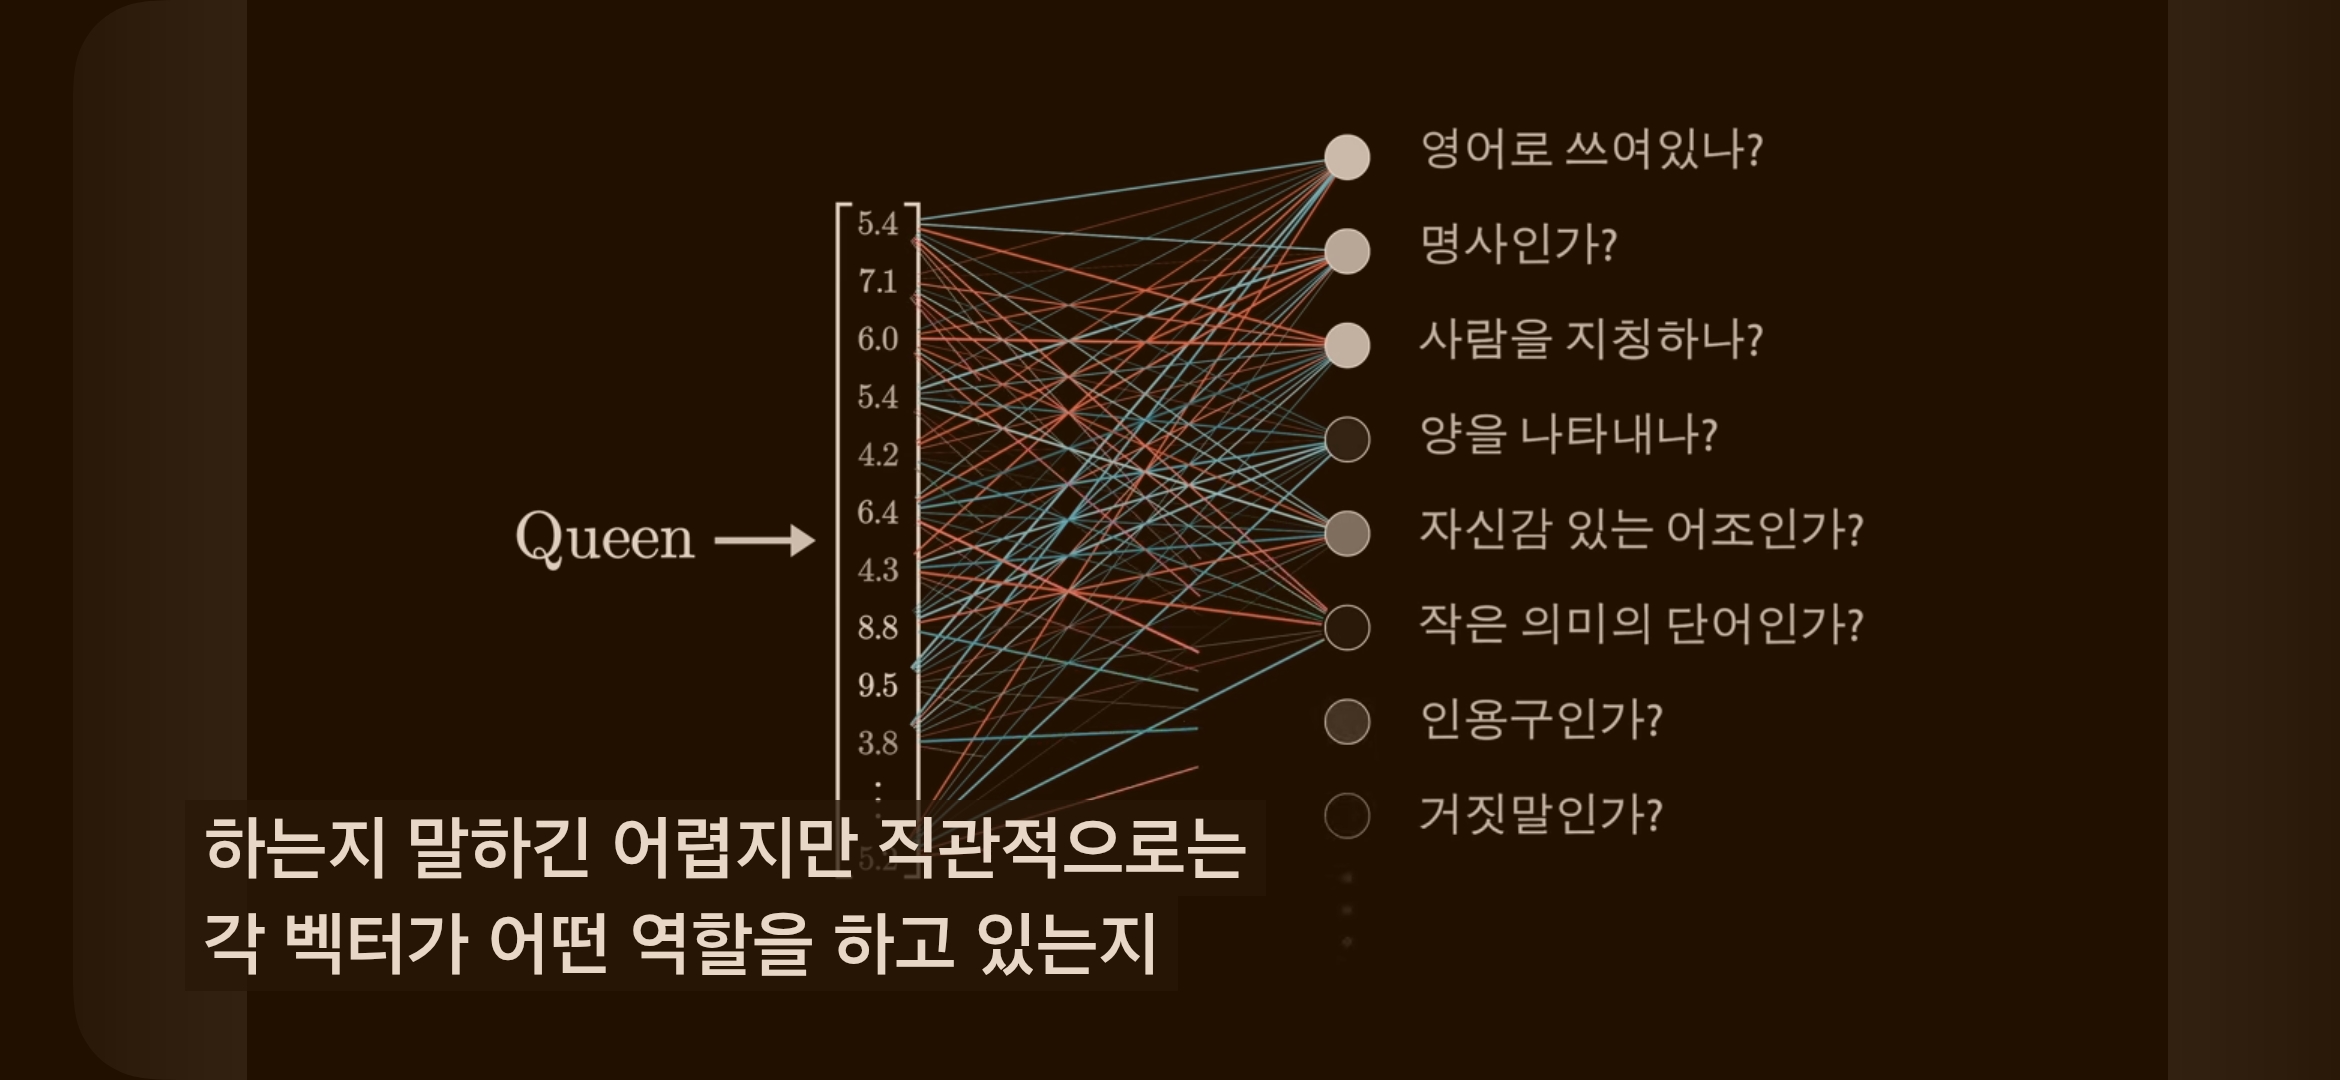 영어로 쓰여있나?
명사인가?
사람을 지칭하나?
양을 나타내나?
자신감 있는 어조인가?
작은 의미의 단어인가?
인용구인가?
거짓말인가?
Queen
5.4
7.1
6.0
5.4
4.2
6.4
4.3
8.8
9.5
3.8
5.2
하는지 말하긴 어렵지만 직관적으로는
각 벡터가 어떤 역할을 하고 있는지